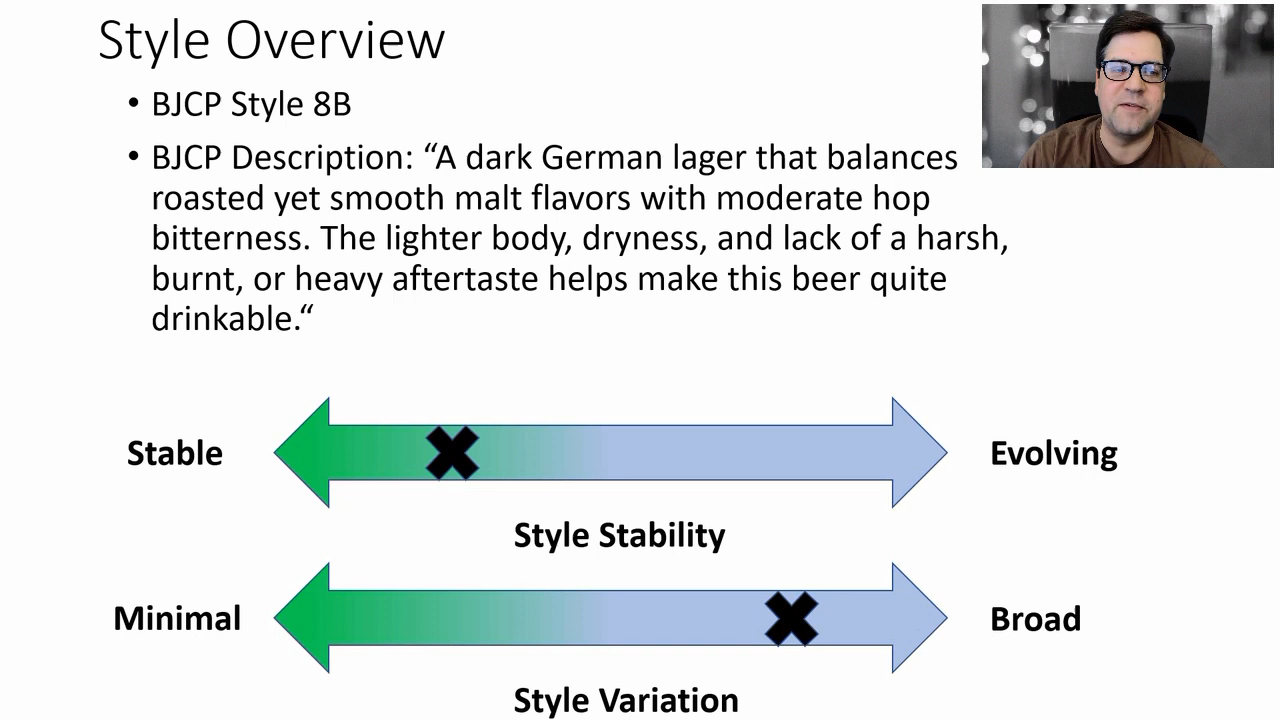 Style Overview
• BJCP Style 8B
• BJCP Description: “A dark German lager that balances
roasted yet smooth malt flavors with moderate hop
bitterness. The lighter body, dryness, and lack of a harsh,
burnt, or heavy aftertaste helps make this beer quite
drinkable.“
Stable
Evolving
Style Stability
Minimal
Broad
Style Variation